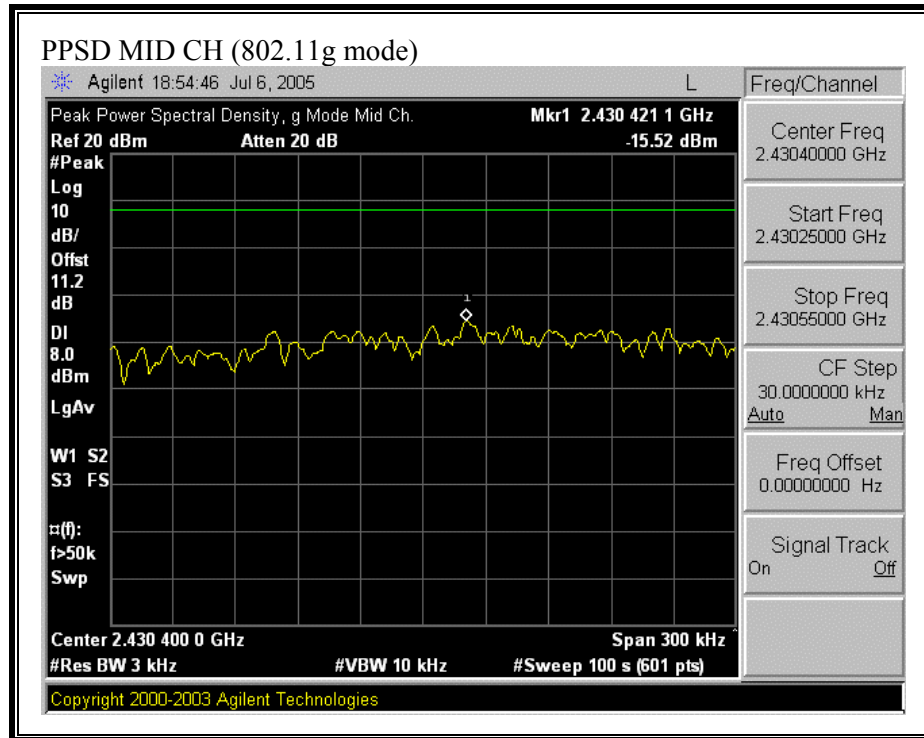 PPSD MID CH (802.11g mode)
Agilent 18:54:46 Jul 6, 2005 L
Peak Power Spectral Density, g Mode Mid Ch. Mkr1 2.430 421 1 GHz
Ref 20 dBm Atten 20 dB -15.52 dBm
#Peak
Log
10
dB/
Offst
11.2
dB
DI
8.0
dBm
LgAv
W1 S2
S3 FS
¤(f):
f>50k
Swp
1
Center 2.430 400 0 GHz Span 300 kHz
#Res BW 3 kHz #VBW 10 kHz #Sweep 100 s (601 pts)
Copyright 2000-2003 Agilent Technologies
Freq/Channel
Center Freq
2.43040000 GHz
Start Freq
2.43025000 GHz
Stop Freq
2.43055000 GHz
CF Step
30.0000000 kHz
Auto Man
Freq Offset
0.00000000 Hz
Signal Track
On Off